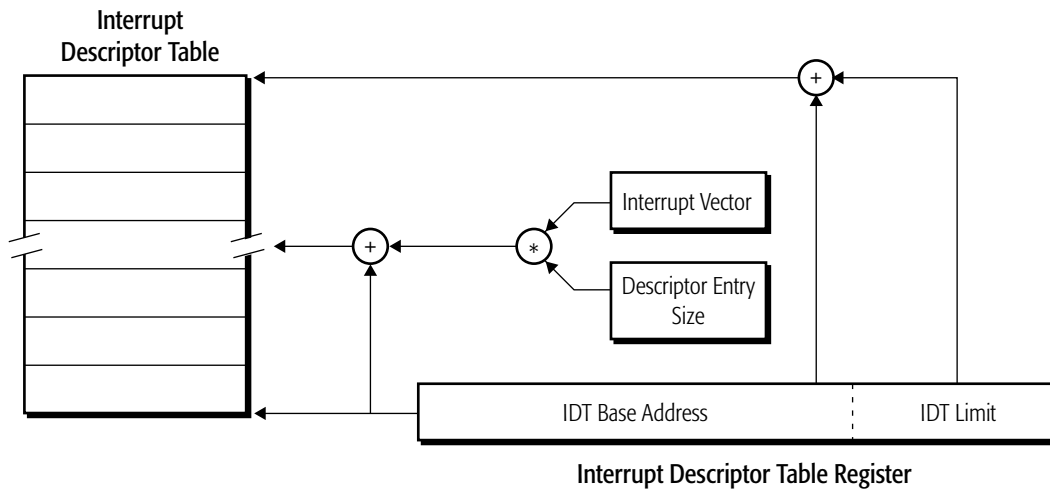 Interrupt
Descriptor Table
+
Interrupt Vector
+
*
Descriptor Entry
Size
IDT Base Address
IDT Limit
Interrupt Descriptor Table Register